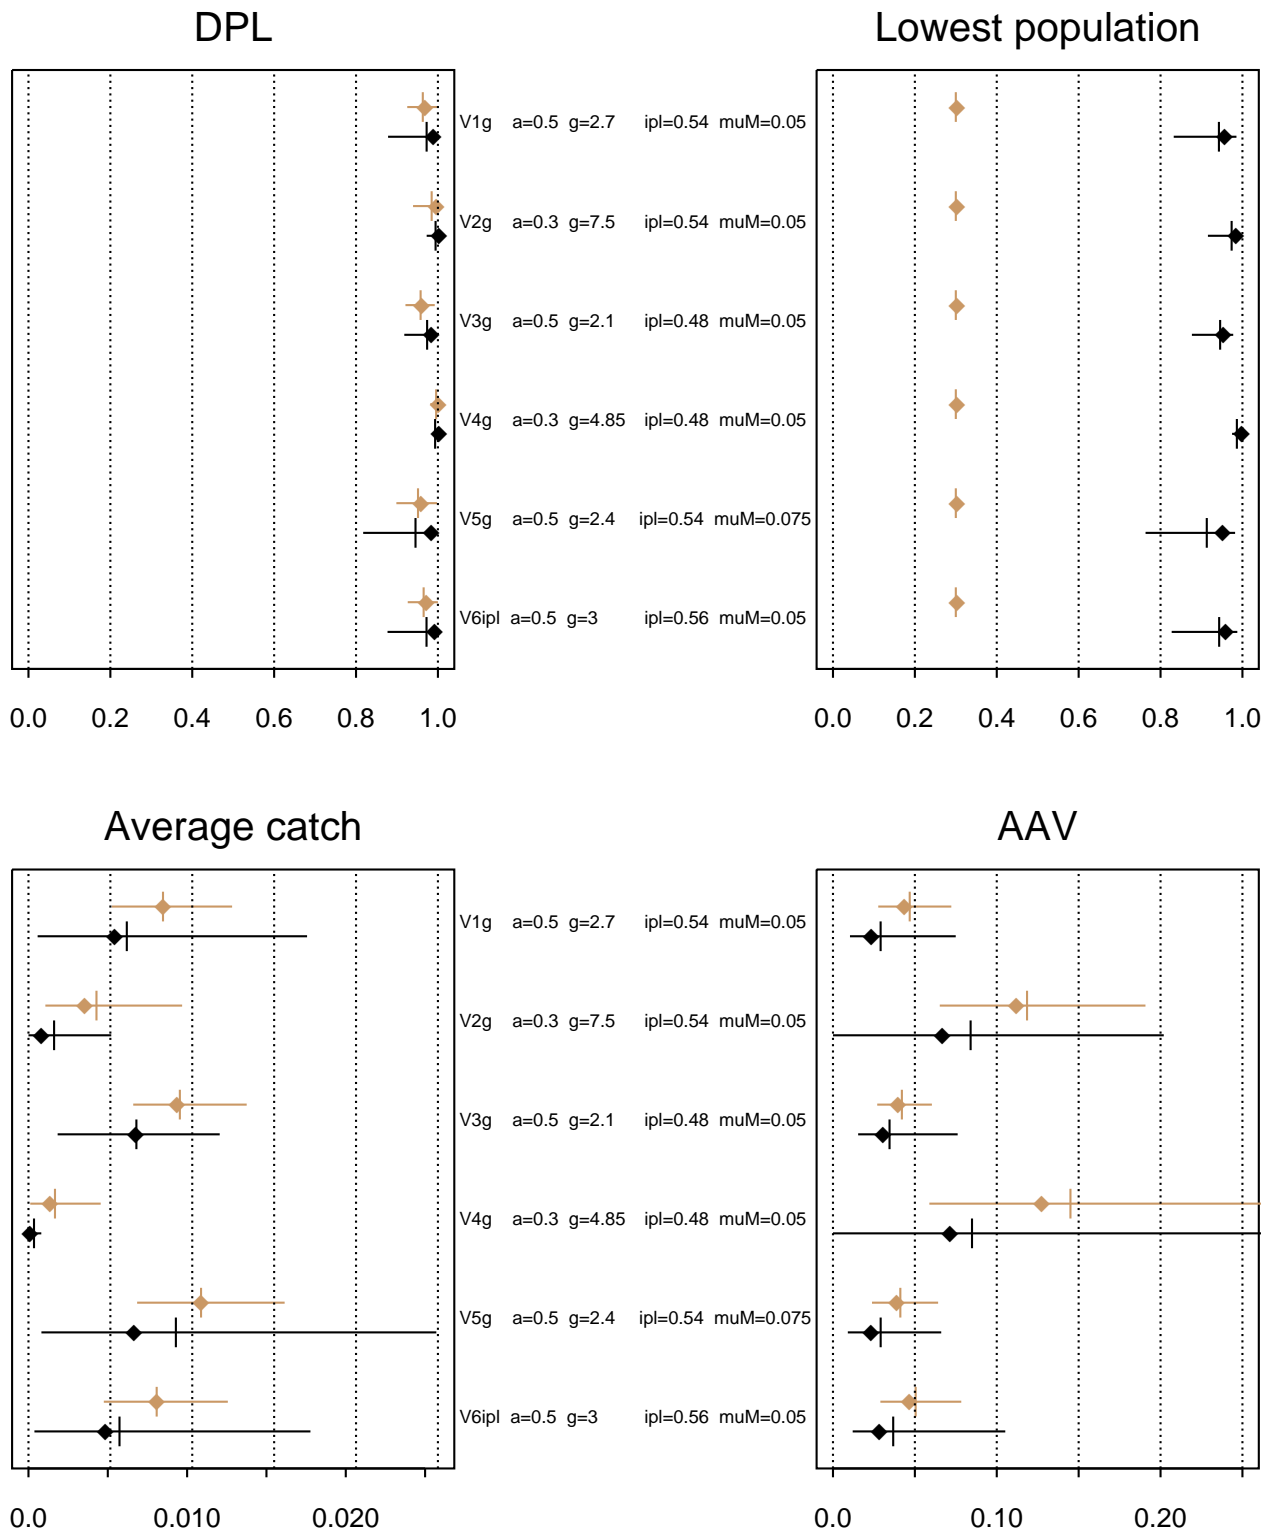 DPL
Lowest population
V1g a=0.5 g=2.7 ipl=0.54 muM=0.05
V2g a=0.3 g=7.5 ipl=0.54 muM=0.05
V3g a=0.5 g=2.1 ipl=0.48 muM=0.05
V4g a=0.3 g=4.85 ipl=0.48 muM=0.05
V5g a=0.5 g=2.4 ipl=0.54 muM=0.075
V6ipl a=0.5 g=3 ipl=0.56 muM=0.05
0.0 0.2 0.4 0.6 0.8 1.0
0.0 0.2 0.4 0.6 0.8 1.0
Average catch
AAV
V1g a=0.5 g=2.7 ipl=0.54 muM=0.05
V2g a=0.3 g=7.5 ipl=0.54 muM=0.05
V3g a=0.5 g=2.1 ipl=0.48 muM=0.05
V4g a=0.3 g=4.85 ipl=0.48 muM=0.05
V5g a=0.5 g=2.4 ipl=0.54 muM=0.075
V6ipl a=0.5 g=3 ipl=0.56 muM=0.05
0.0 0.010 0.020
0.0 0.10 0.20